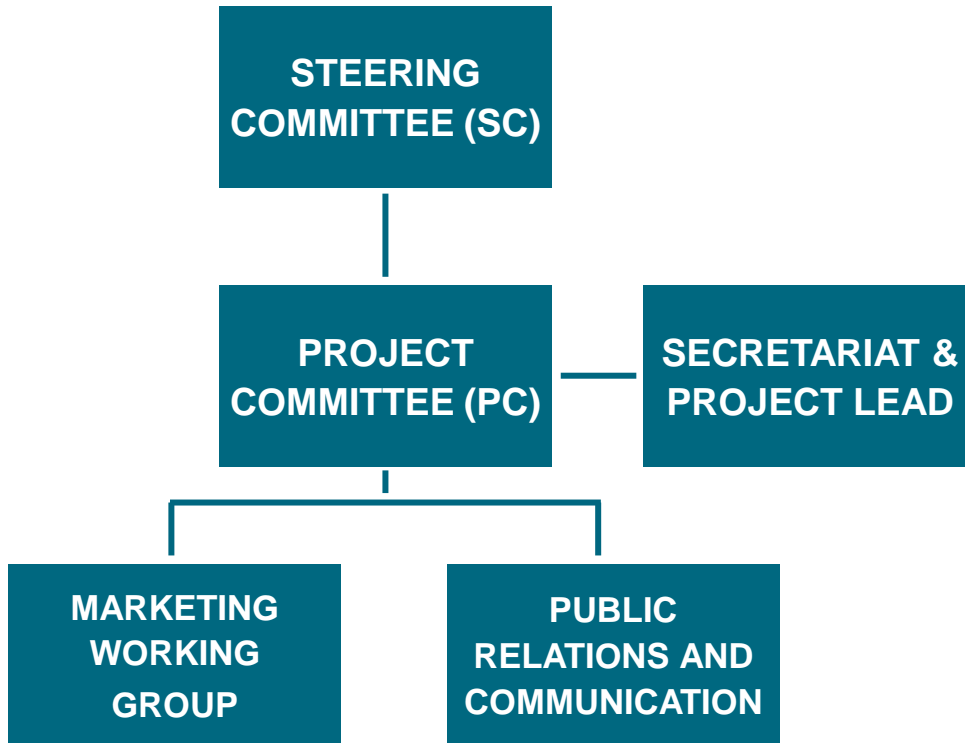 STEERING
COMMITTEE (SC)
PROJECT
COMMITTEE (PC)
SECRETARIAT &
PROJECT LEAD
MARKETING
WORKING
GROUP
PUBLIC
RELATIONS AND
COMMUNICATION